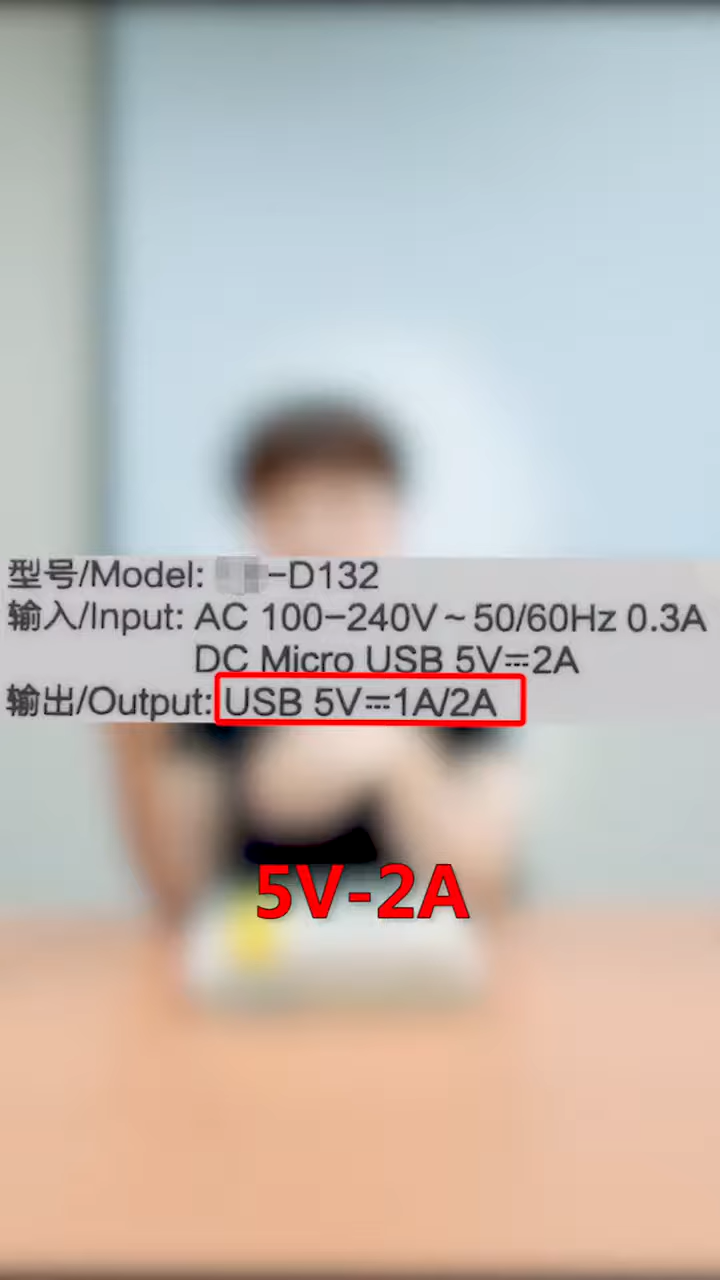 型号/Model: -D132
输入/Input: AC 100-240V~50/60Hz 0.3A
DC Micro USB 5V⎓2A
输出/Output: USB 5V⎓1A/2A
5V-2A